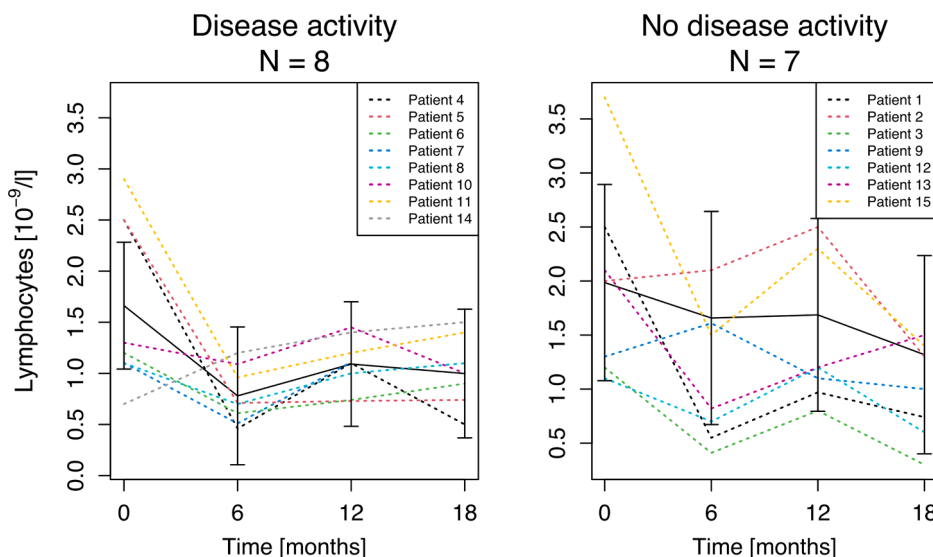 Disease activity
N = 8
Lymphocytes [10⁻⁹/l]
3.5
3.0
2.5
2.0
1.5
1.0
0.5
0.0
Patient 4
Patient 5
Patient 6
Patient 7
Patient 8
Patient 10
Patient 11
Patient 14
0 6 12 18
Time [months]
No disease activity
N = 7
3.5
3.0
2.5
2.0
1.5
1.0
0.5
Patient 1
Patient 2
Patient 3
Patient 9
Patient 12
Patient 13
Patient 15
0 6 12 18
Time [months]